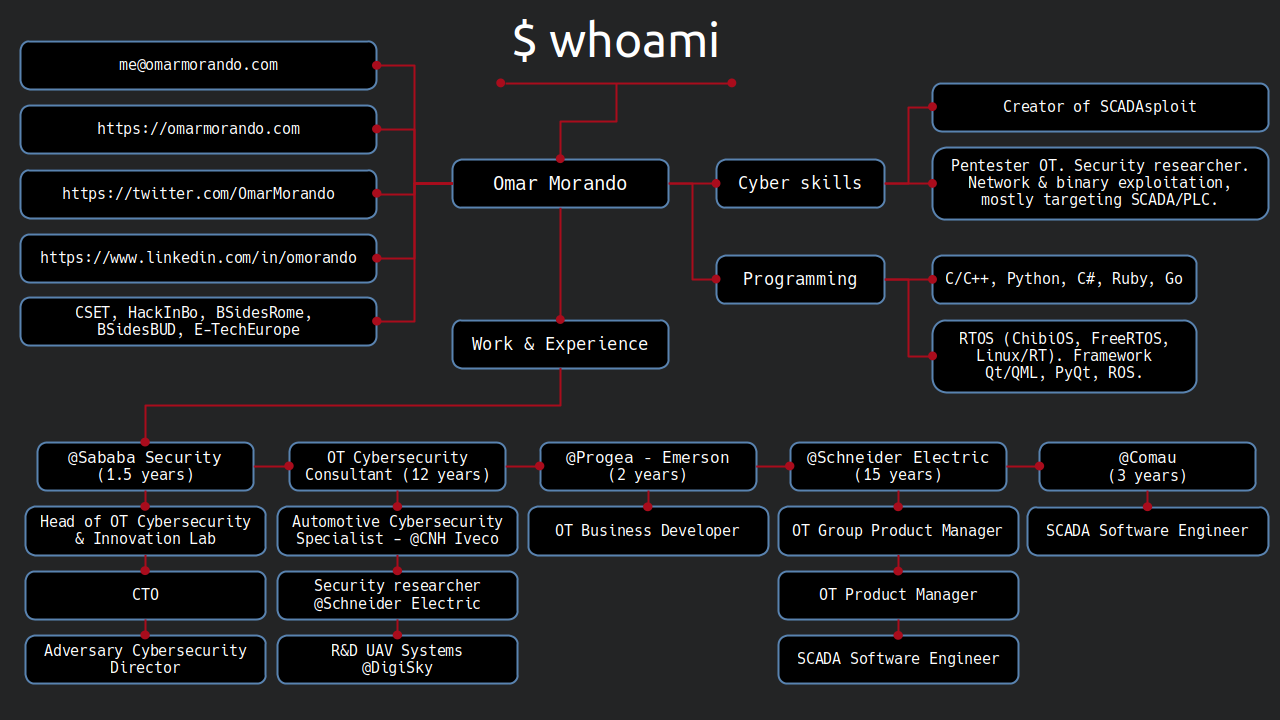 $ whoami
me@omarmorando.com
https://omarmorando.com
https://twitter.com/OmarMorando
https://www.linkedin.com/in/omorando
CSET, HackInBo, BSidesRome,
BSidesBUD, E-TechEurope
Omar Morando
Cyber skills
Creator of SCADAsploit
Pentester OT. Security researcher.
Network & binary exploitation,
mostly targeting SCADA/PLC.
Programming
C/C++, Python, C#, Ruby, Go
RTOS (ChibiOS, FreeRTOS,
Linux/RT). Framework
Qt/QML, PyQt, ROS.
Work & Experience
@Sababa Security
(1.5 years)
Head of OT Cybersecurity
& Innovation Lab
CTO
Adversary Cybersecurity
Director
OT Cybersecurity
Consultant (12 years)
Automotive Cybersecurity
Specialist - @CNH Iveco
Security researcher
@Schneider Electric
R&D UAV Systems
@DigiSky
@Progea - Emerson
(2 years)
OT Business Developer
@Schneider Electric
(15 years)
OT Group Product Manager
OT Product Manager
SCADA Software Engineer
@Comau
(3 years)
SCADA Software Engineer